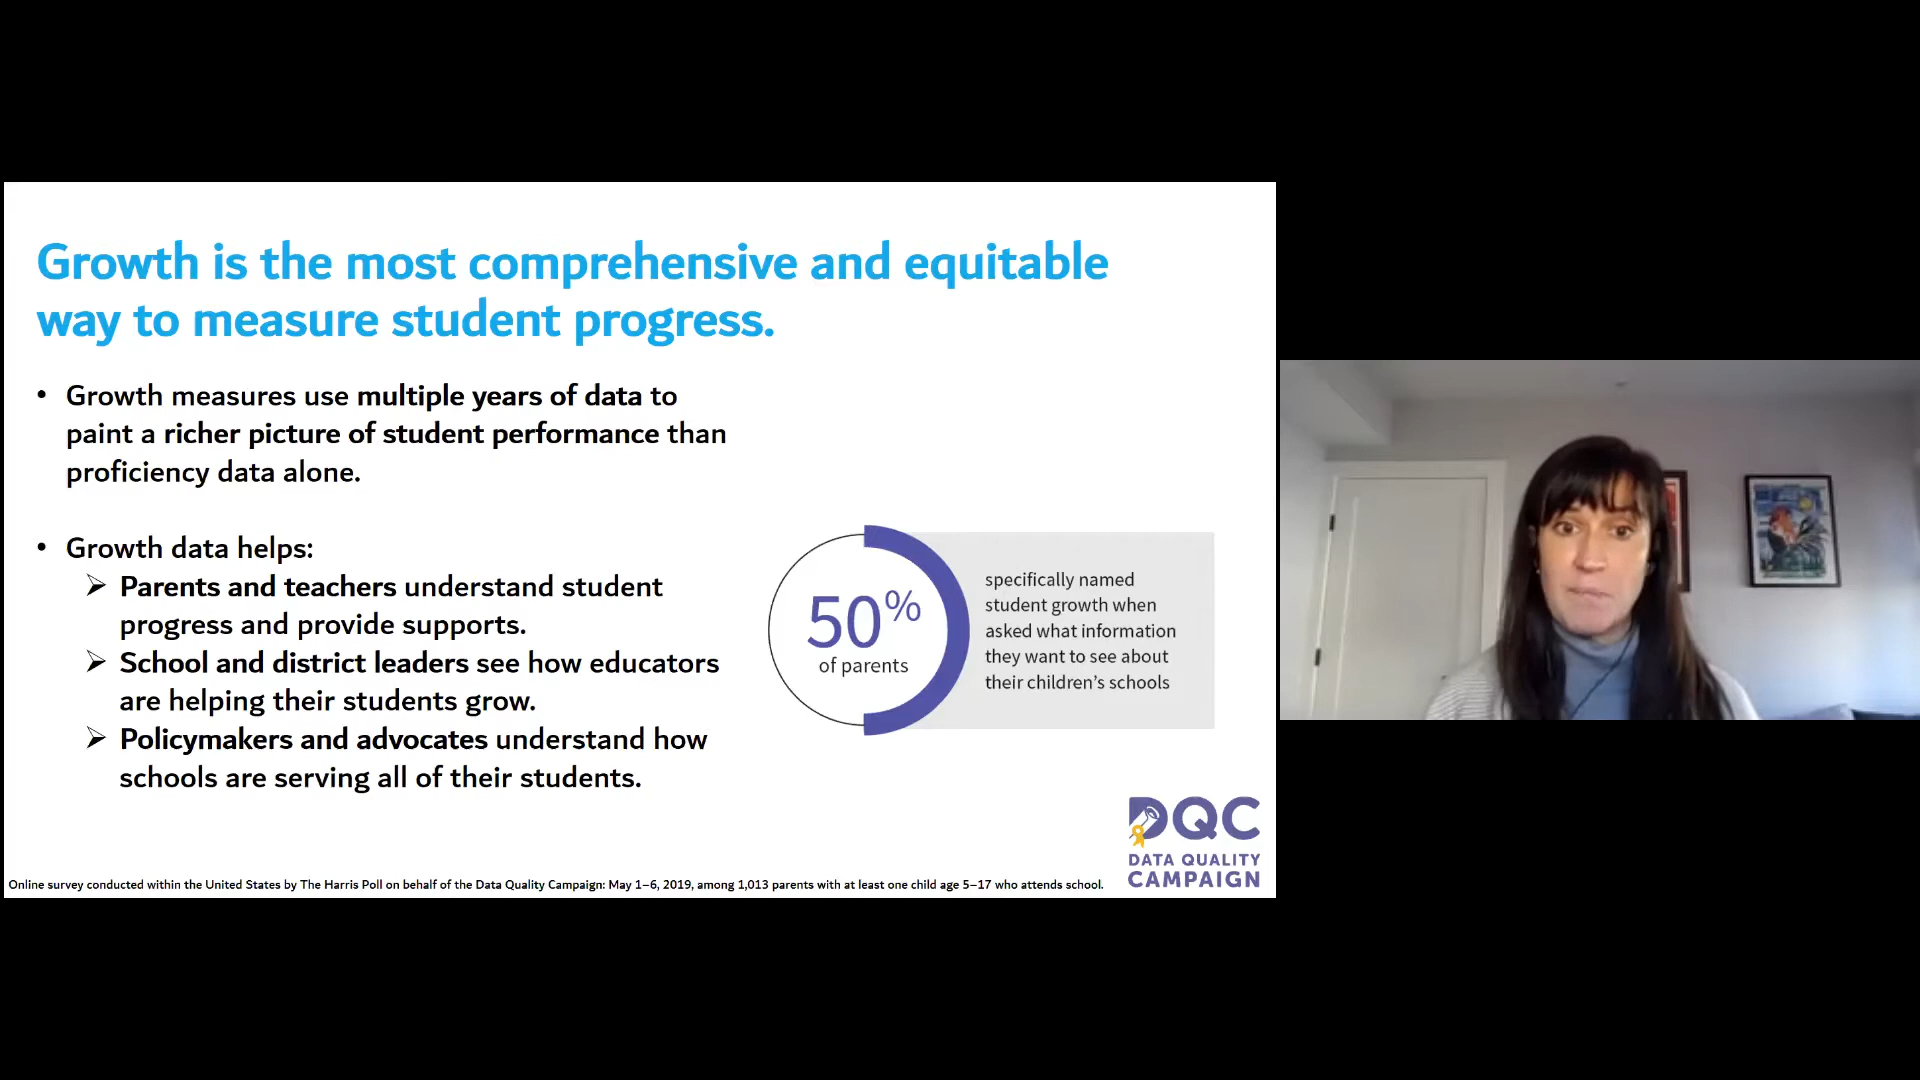 Growth is the most comprehensive and equitable
way to measure student progress.
• Growth measures use multiple years of data to
paint a richer picture of student performance than
proficiency data alone.
• Growth data helps:
➢ Parents and teachers understand student
progress and provide supports.
➢ School and district leaders see how educators
are helping their students grow.
➢ Policymakers and advocates understand how
schools are serving all of their students.
50%
of parents
specifically named
student growth when
asked what information
they want to see about
their children’s schools
DQC
DATA QUALITY
CAMPAIGN
Online survey conducted within the United States by The Harris Poll on behalf of the Data Quality Campaign: May 1–6, 2019, among 1,013 parents with at least one child age 5–17 who attends school.